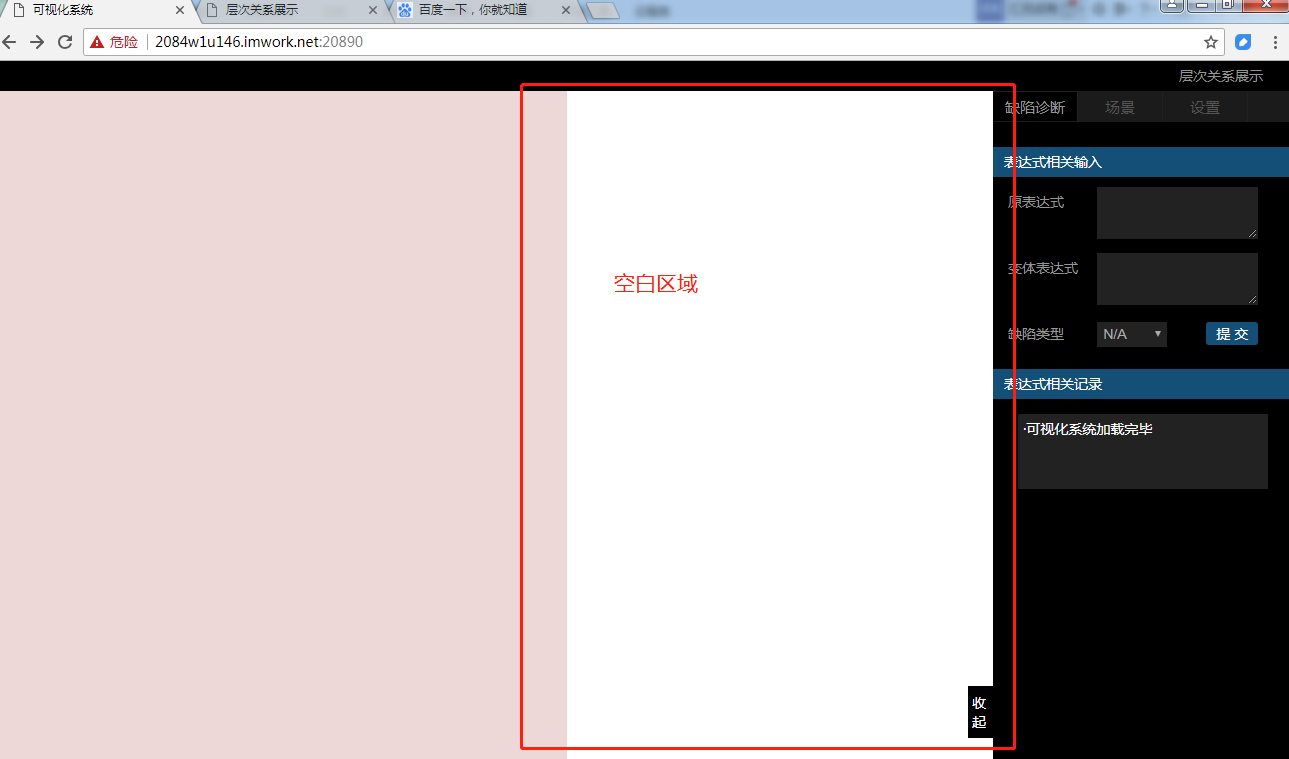 可视化系统
层次关系展示
百度一下，你就知道
危险
2084w1u146.imwork.net:20890
层次关系展示
缺陷诊断
场景
设置
表达式相关输入
原表达式
变体表达式
空白区域
缺陷类型
N/A
提 交
表达式相关记录
·可视化系统加载完毕
收
起